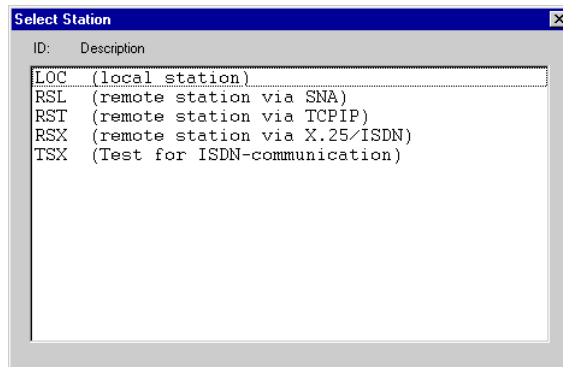 Select Station
ID: Description
LOC (local station)
RSL (remote station via SNA)
RST (remote station via TCPIP)
RSX (remote station via X.25/ISDN)
TSX (Test for ISDN-communication)